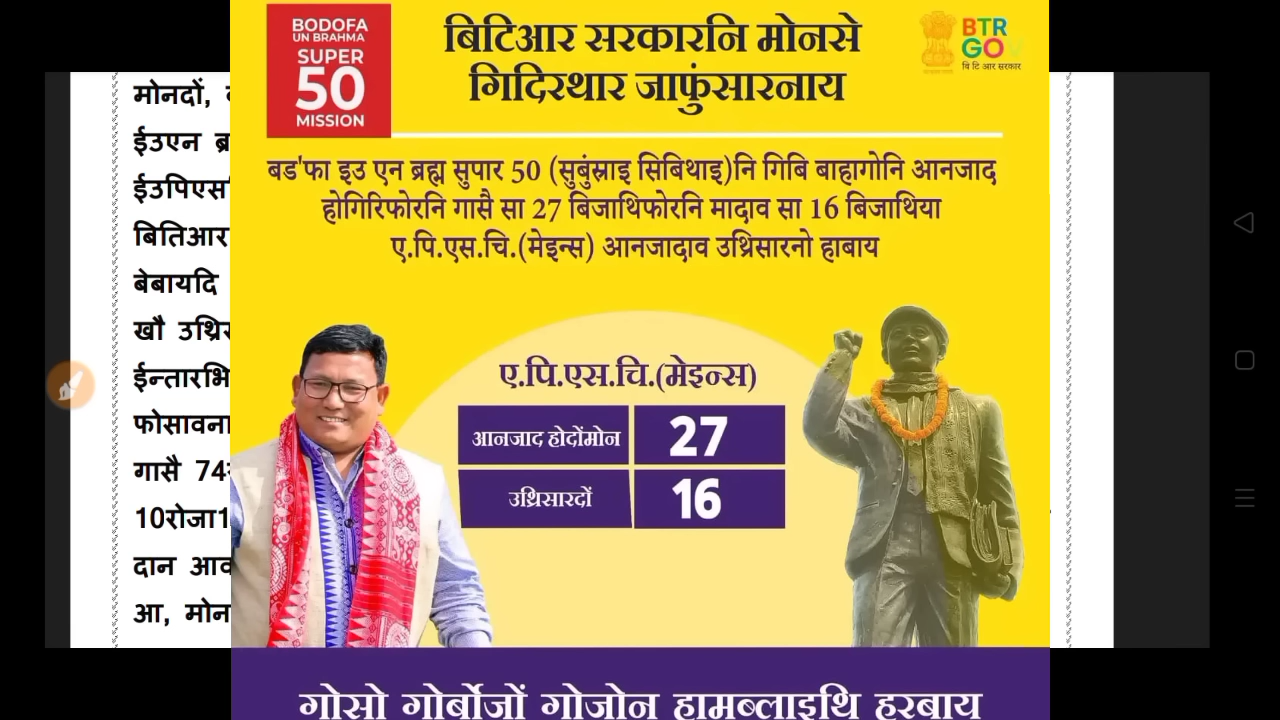 BODOFA
UN BRAHMA
SUPER
50
MISSION
बिटिआर सरकारनि मोनसे
गिदिरथार जाफुंसारनाय
BTR
GOV
बि टि आर सरकार
बड'फा इउ एन ब्रह्म सुपार 50 (सुबुंस्राइ सिबिथाइ)नि गिबि बाहागोनि आनजाद
होगिरिफोरनि गासै सा 27 बिजाथिफोरनि मादाव सा 16 बिजाथिया
ए.पि.एस.चि.(मेइन्स) आनजादाव उथ्रिसारनो हाबाय
ए.पि.एस.चि.(मेइन्स)
आनजाद होदोंमोन 27
उथ्रिसारदों 16
गोसो गोर्बोजों गोजोन हामब्लाइथि हरबाय
मोनदों,
ईउएन
ईउपिएस
बितिआर
बेबायदि
खौ
ईन्तारभि
फोसावना
गासै 74
10रोजा1
दान आव
आ, मोन